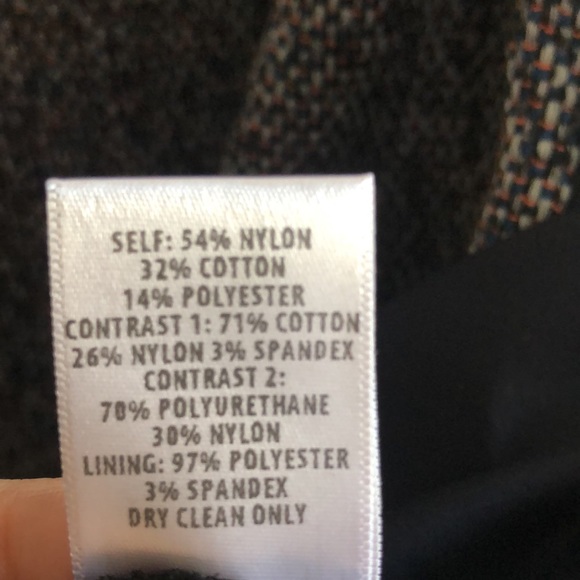 SELF: 54% NYLON
32% COTTON
14% POLYESTER
CONTRAST 1: 71% COTTON
26% NYLON 3% SPANDEX
CONTRAST 2:
70% POLYURETHANE
30% NYLON
LINING: 97% POLYESTER
3% SPANDEX
DRY CLEAN ONLY